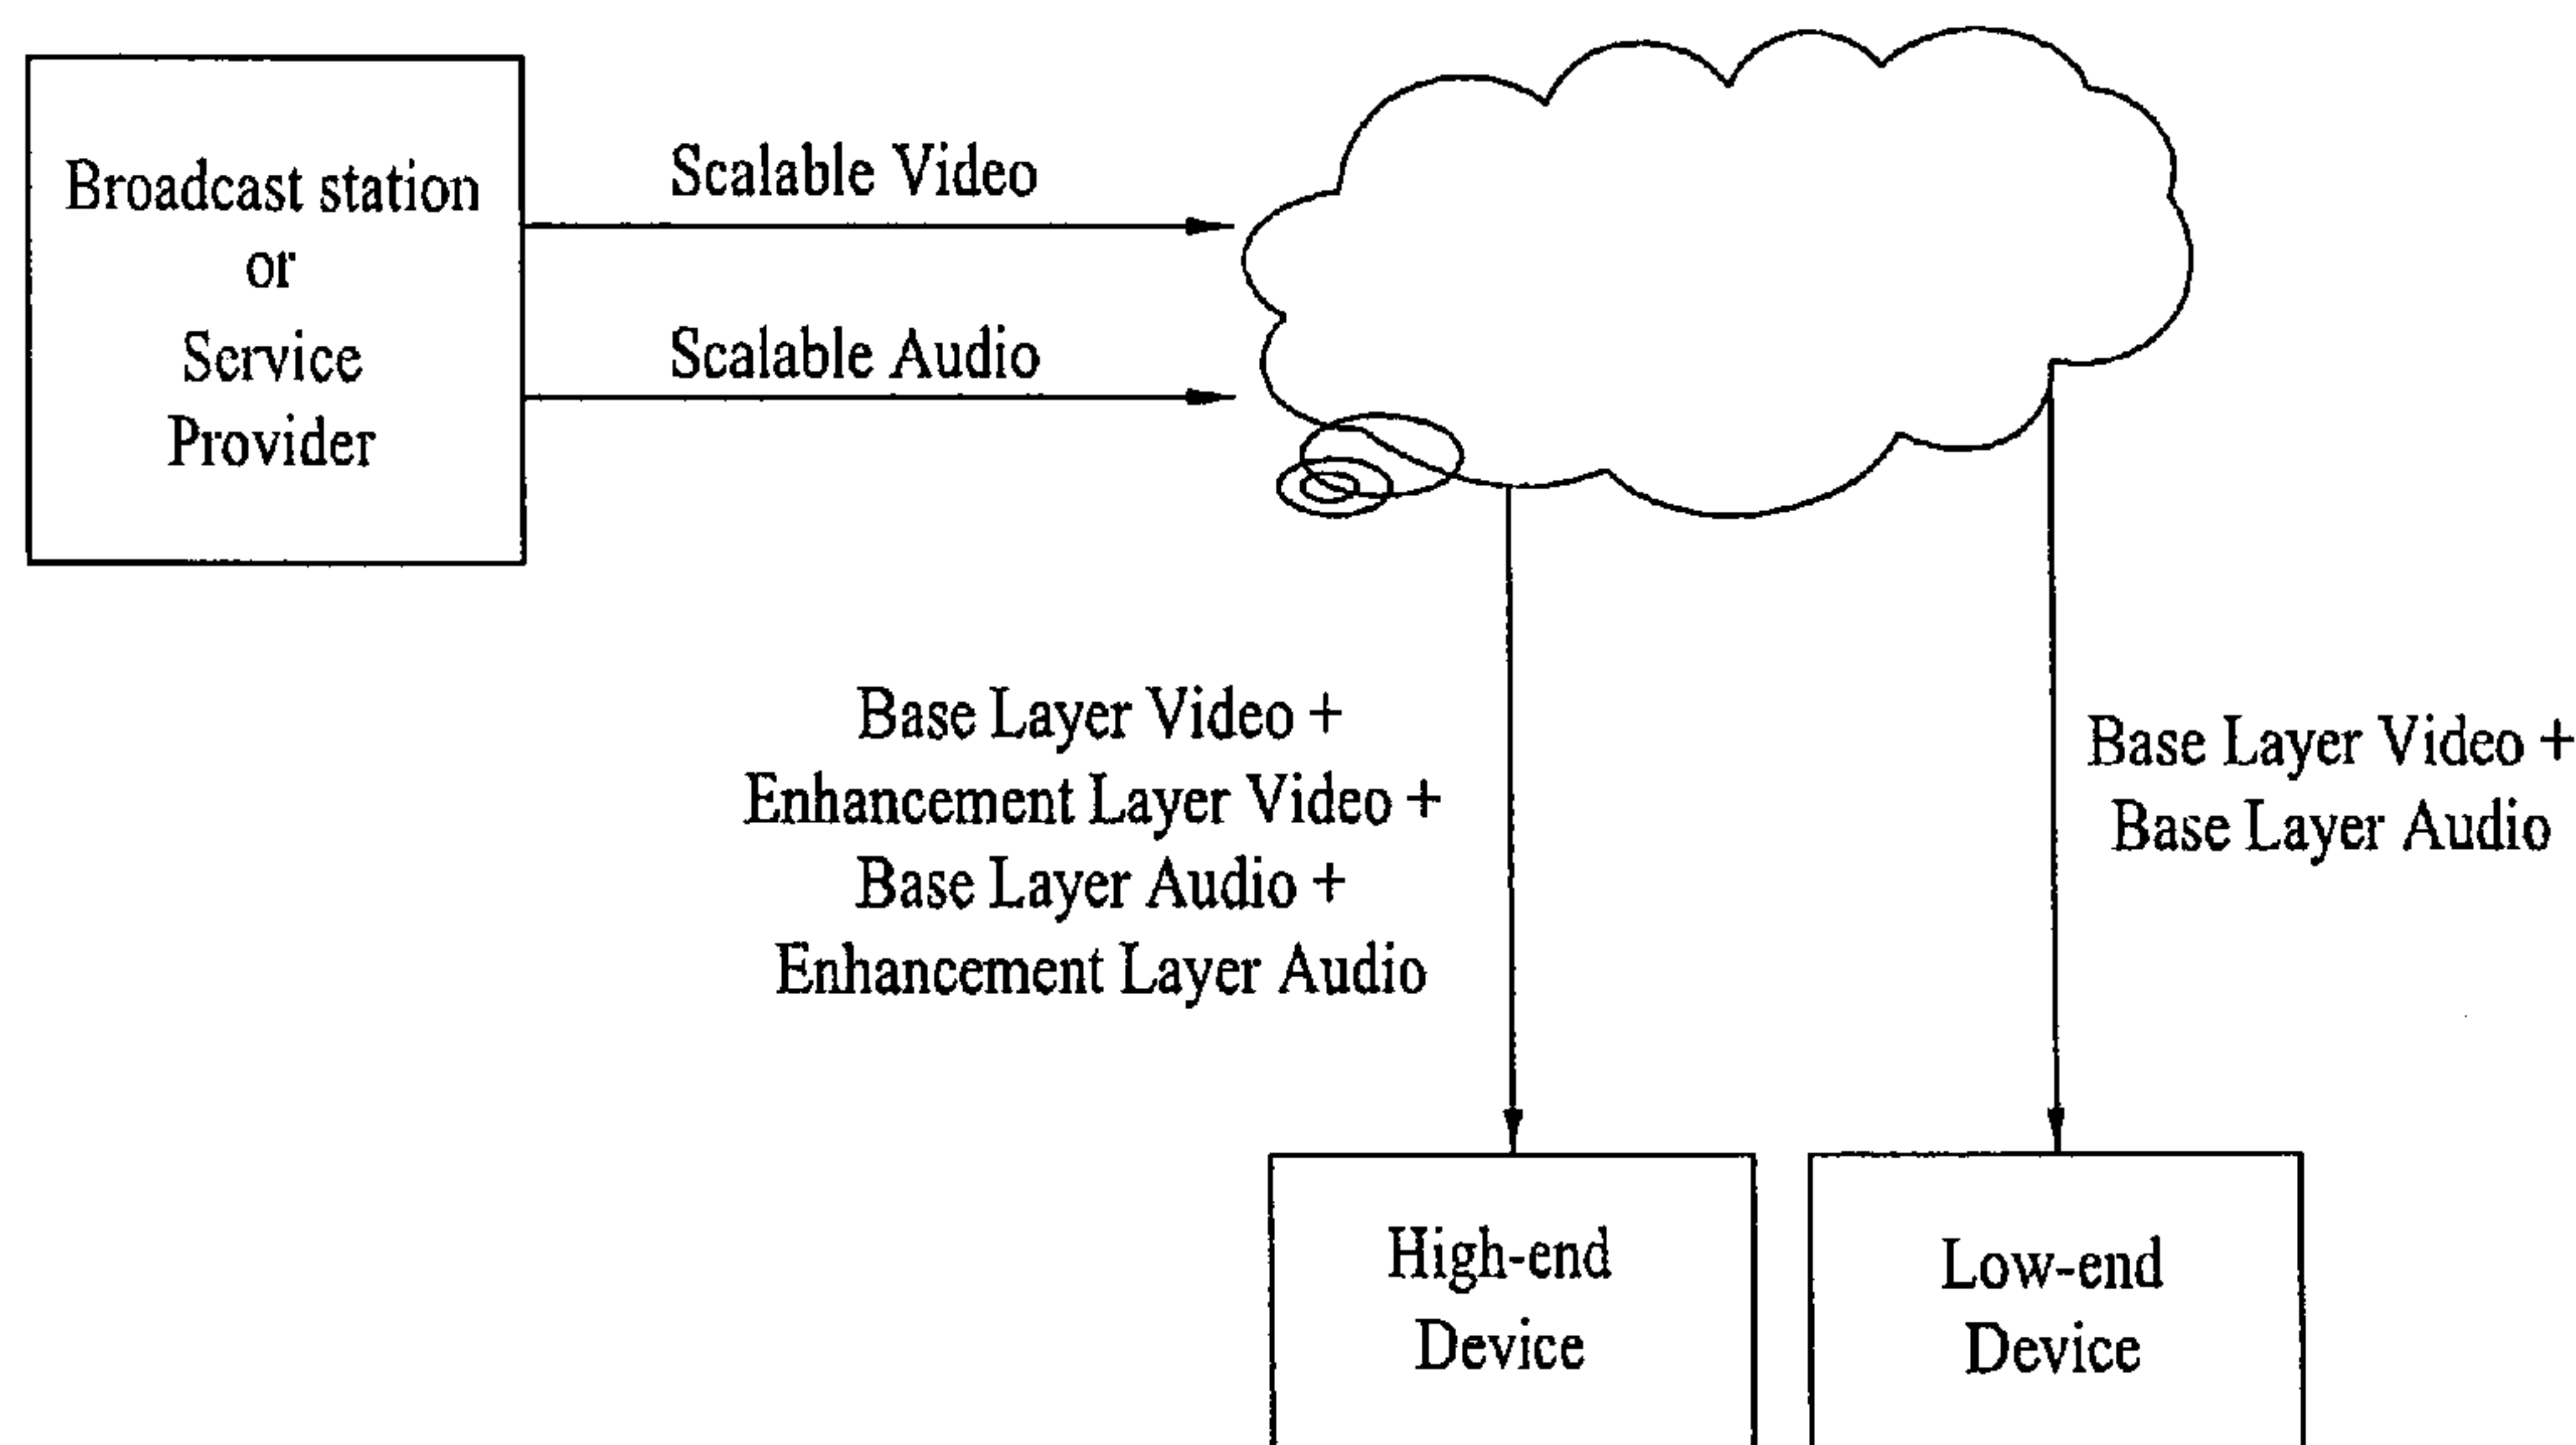 Broadcast station
or
Service
Provider
Scalable Video
Scalable Audio
Base Layer Video +
Enhancement Layer Video +
Base Layer Audio +
Enhancement Layer Audio
Base Layer Video +
Base Layer Audio
High-end
Device
Low-end
Device